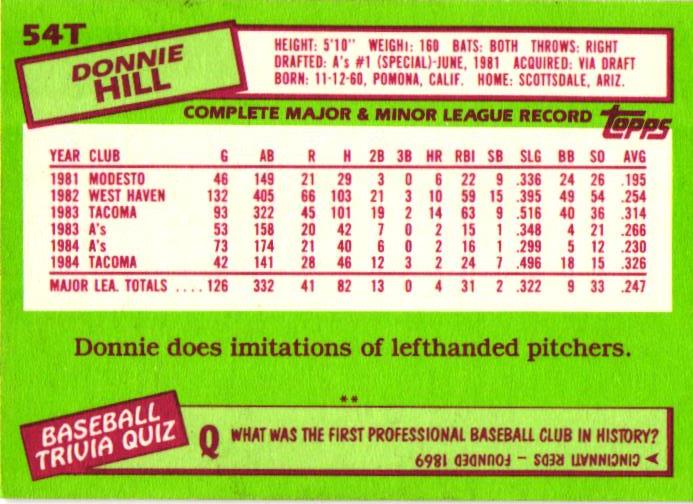 54T
DONNIE
HILL
HEIGHT: 5'10" WEIGHT: 160 BATS: BOTH THROWS: RIGHT
DRAFTED: A's #1 (SPECIAL)-JUNE, 1981 ACQUIRED: VIA DRAFT
BORN: 11-12-60, POMONA, CALIF. HOME: SCOTTSDALE, ARIZ.
COMPLETE MAJOR & MINOR LEAGUE RECORD topps
YEAR CLUB G AB R H 2B 3B HR RBI SB SLG BB SO AVG
1981 MODESTO 46 149 21 29 3 0 6 22 9 .336 24 26 .195
1982 WEST HAVEN 132 405 66 103 21 3 10 59 15 .395 49 54 .254
1983 TACOMA 93 322 45 101 19 2 14 63 9 .516 40 36 .314
1983 A's 53 158 20 42 7 0 2 15 1 .348 4 21 .266
1984 A's 73 174 21 40 6 0 2 16 1 .299 5 12 .230
1984 TACOMA 42 141 28 46 12 3 2 24 7 .496 18 15 .326
MAJOR LEA. TOTALS .... 126 332 41 82 13 0 4 31 2 .322 9 33 .247
Donnie does imitations of lefthanded pitchers.
**
BASEBALL
TRIVIA QUIZ
Q WHAT WAS THE FIRST PROFESSIONAL BASEBALL CLUB IN HISTORY?
A CINCINNATI REDS - FOUNDED 1869